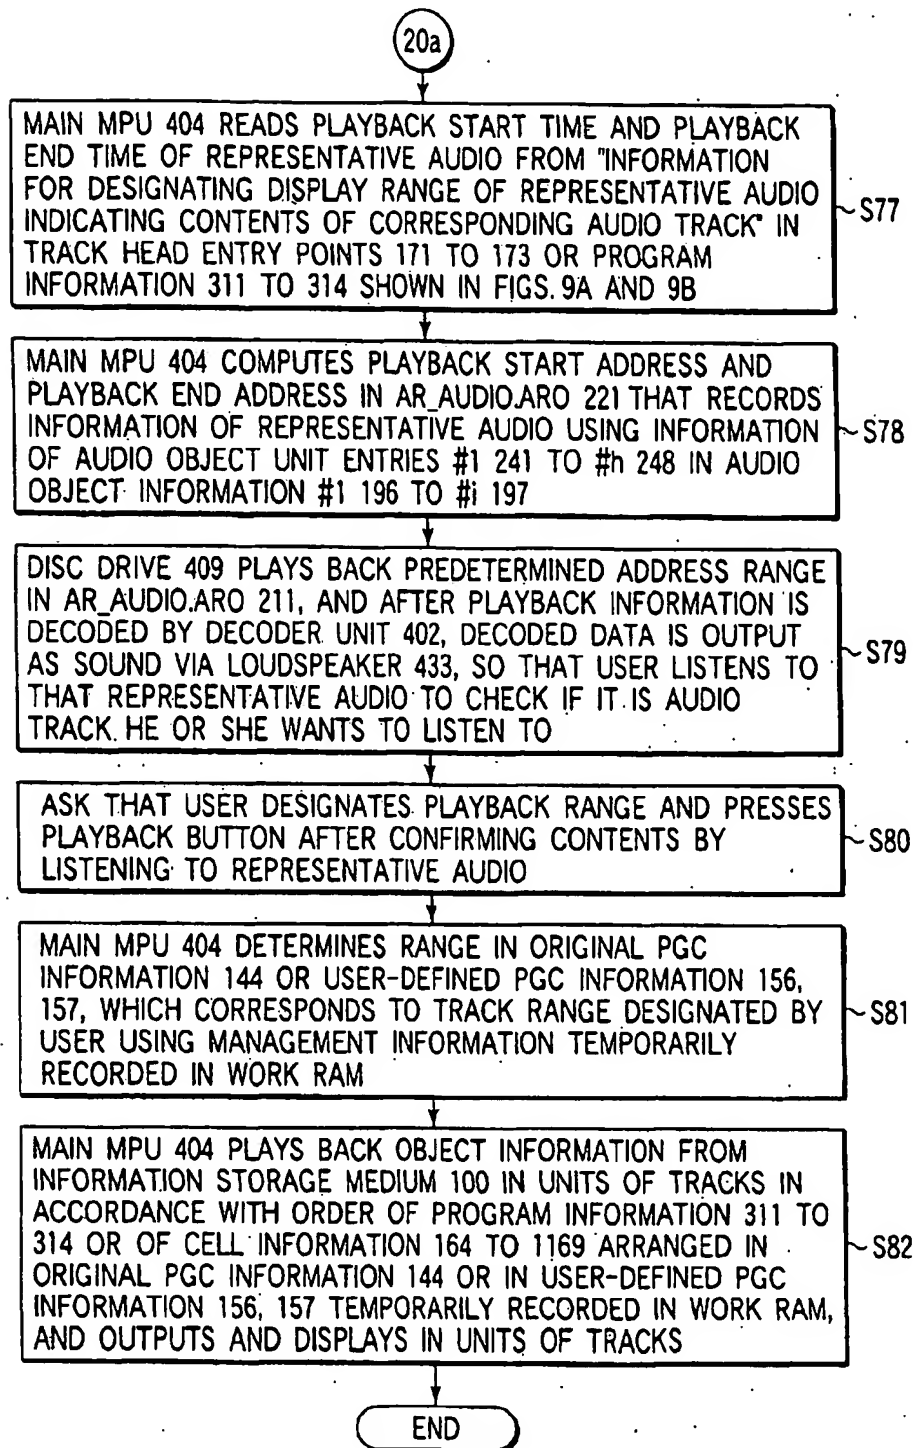 20a
MAIN MPU 404 READS PLAYBACK START TIME AND PLAYBACK
END TIME OF REPRESENTATIVE AUDIO FROM "INFORMATION
FOR DESIGNATING DISPLAY RANGE OF REPRESENTATIVE AUDIO
INDICATING CONTENTS OF CORRESPONDING AUDIO TRACK" IN
TRACK HEAD ENTRY POINTS 171 TO 173 OR PROGRAM
INFORMATION 311 TO 314 SHOWN IN FIGS. 9A AND 9B
S77
MAIN MPU 404 COMPUTES PLAYBACK START ADDRESS AND
PLAYBACK END ADDRESS IN AR_AUDIO.ARO 221 THAT RECORDS
INFORMATION OF REPRESENTATIVE AUDIO USING INFORMATION
OF AUDIO OBJECT UNIT ENTRIES #1 241 TO #h 248 IN AUDIO
OBJECT INFORMATION #1 196 TO #i 197
S78
DISC DRIVE 409 PLAYS BACK PREDETERMINED ADDRESS RANGE
IN AR_AUDIO.ARO 211, AND AFTER PLAYBACK INFORMATION IS
DECODED BY DECODER UNIT 402, DECODED DATA IS OUTPUT
AS SOUND VIA LOUDSPEAKER 433, SO THAT USER LISTENS TO
THAT REPRESENTATIVE AUDIO TO CHECK IF IT IS AUDIO
TRACK HE OR SHE WANTS TO LISTEN TO
S79
ASK THAT USER DESIGNATES PLAYBACK RANGE AND PRESSES
PLAYBACK BUTTON AFTER CONFIRMING CONTENTS BY
LISTENING TO REPRESENTATIVE AUDIO
S80
MAIN MPU 404 DETERMINES RANGE IN ORIGINAL PGC
INFORMATION 144 OR USER-DEFINED PGC INFORMATION 156,
157, WHICH CORRESPONDS TO TRACK RANGE DESIGNATED BY
USER USING MANAGEMENT INFORMATION TEMPORARILY
RECORDED IN WORK RAM
S81
MAIN MPU 404 PLAYS BACK OBJECT INFORMATION FROM
INFORMATION STORAGE MEDIUM 100 IN UNITS OF TRACKS IN
ACCORDANCE WITH ORDER OF PROGRAM INFORMATION 311 TO
314 OR OF CELL INFORMATION 164 TO 1169 ARRANGED IN
ORIGINAL PGC INFORMATION 144 OR IN USER-DEFINED PGC
INFORMATION 156, 157 TEMPORARILY RECORDED IN WORK RAM,
AND OUTPUTS AND DISPLAYS IN UNITS OF TRACKS
S82
END